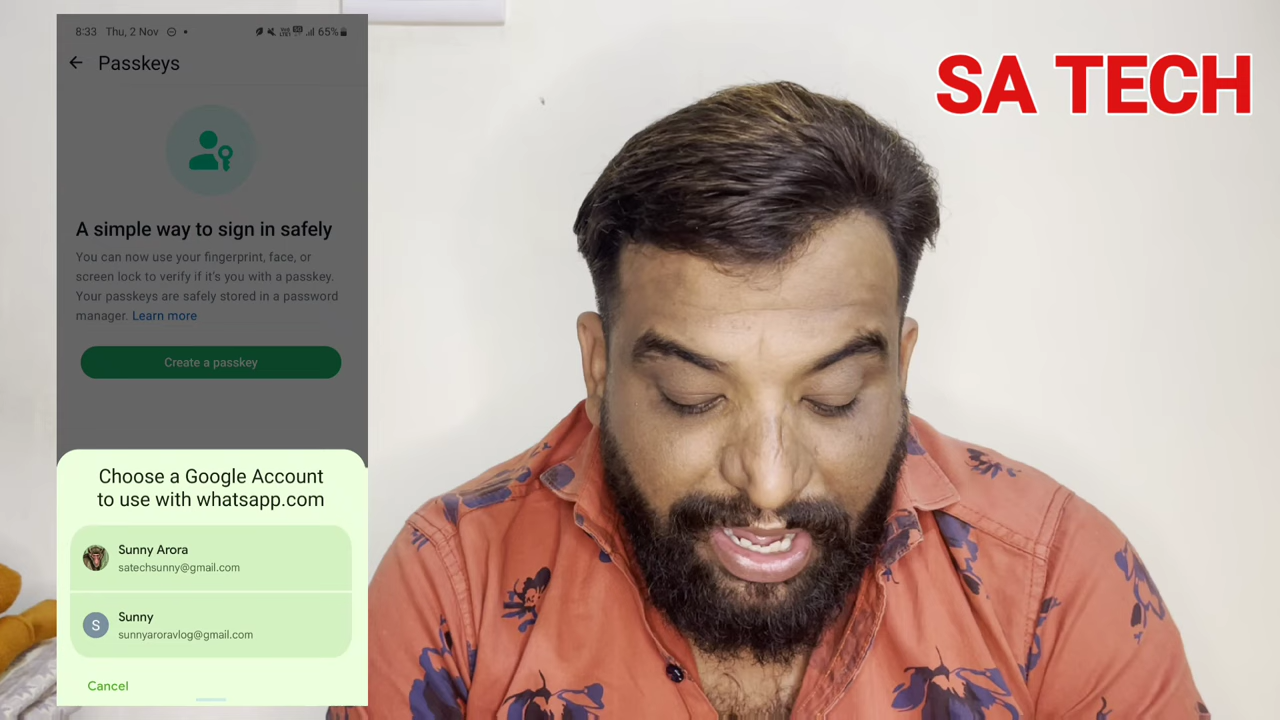 8:33 Thu, 2 Nov
65%
Passkeys
A simple way to sign in safely
You can now use your fingerprint, face, or
screen lock to verify if it's you with a passkey.
Your passkeys are safely stored in a password
manager. Learn more
Create a passkey
Choose a Google Account
to use with whatsapp.com
Sunny Arora
satechsunny@gmail.com
S
Sunny
sunnyaroravlog@gmail.com
Cancel
SA TECH